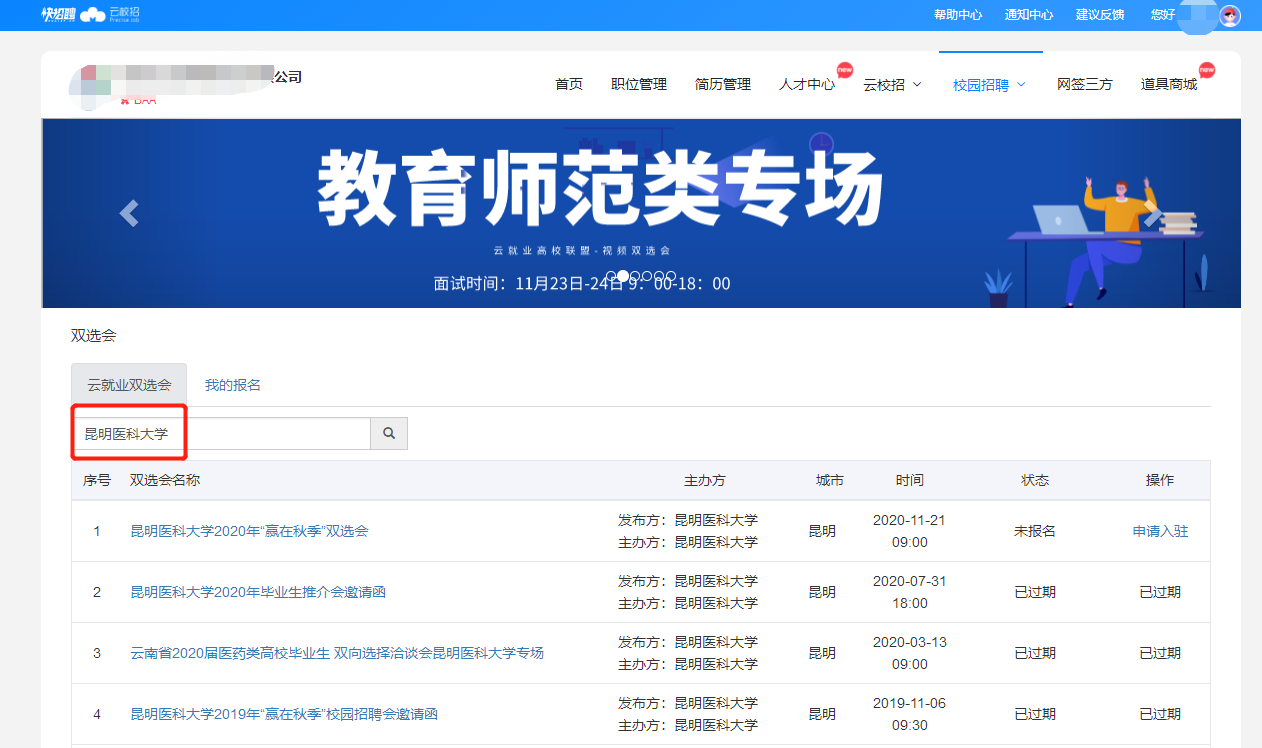 快招聘 云校招 帮助中心 通知中心 建议反馈 您好
Precise Job
公司 首页 职位管理 简历管理 人才中心 new 云校招 校园招聘 网签三方 道具商城 new
教育师范类专场
云就业高校联盟-视频双选会
面试时间：11月23日-24日 9：00-18：00
双选会
云就业双选会 我的报名
昆明医科大学
序号 双选会名称 主办方 城市 时间 状态 操作
1 昆明医科大学2020年“赢在秋季”双选会 发布方：昆明医科大学 昆明 2020-11-21 未报名 申请入驻
主办方：昆明医科大学 09:00
2 昆明医科大学2020年毕业生推介会邀请函 发布方：昆明医科大学 昆明 2020-07-31 已过期 已过期
主办方：昆明医科大学 18:00
3 云南省2020届医药类高校毕业生 双向选择洽谈会昆明医科大学专场 发布方：昆明医科大学 昆明 2020-03-13 已过期 已过期
主办方：昆明医科大学 09:00
4 昆明医科大学2019年“赢在秋季”校园招聘会邀请函 发布方：昆明医科大学 昆明 2019-11-06 已过期 已过期
主办方：昆明医科大学 09:30